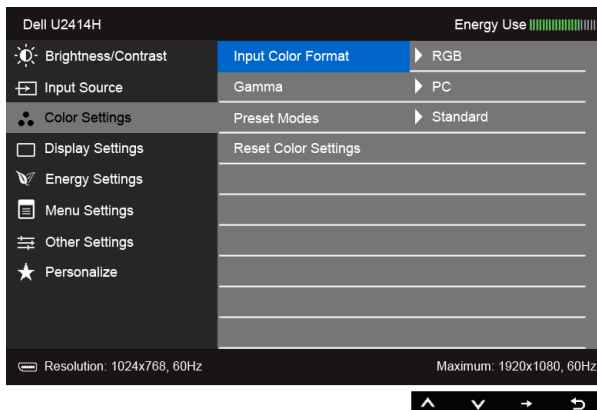 Dell U2414H Energy Use
Brightness/Contrast Input Color Format RGB
Input Source Gamma PC
Color Settings Preset Modes Standard
Display Settings Reset Color Settings
Energy Settings
Menu Settings
Other Settings
Personalize
Resolution: 1024x768, 60Hz Maximum: 1920x1080, 60Hz